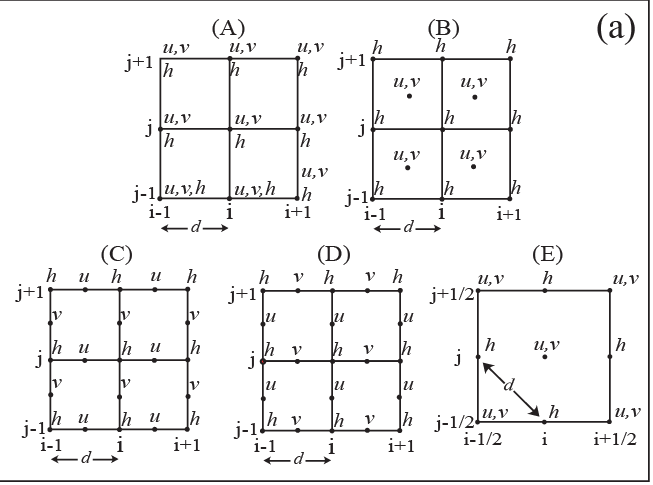 (A) (B) (a)
u,v u,v u,v h h h
j+1 h h h j+1
u,v u,v
u,v u,v u,v h h h
j h h h j
u,v u,v u,v
j-1 u,v,h u,v,h h j-1 h h h
i-1 i i+1 i-1 i i+1
d d
(C) (D) (E)
h u h u h h v h v h u,v h u,v
j+1 j+1 j+1/2
v v v u u u
j h u h u h j h v h v h j h u,v h
v v v u u u d
j-1 h u h u h j-1 h v h v h j-1/2 u,v h u,v
i-1 i i+1 i-1 i i+1 i-1/2 i i+1/2
d d